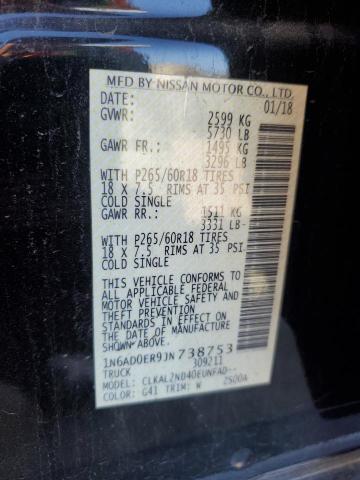 MFD BY NISSAN MOTOR CO., LTD.
DATE: 01/18
GVWR: 2599 KG
5730 LB
GAWR FR.: 1495 KG
3296 LB
WITH P265/60R18 TIRES
18 X 7.5 RIMS AT 35 PSI
COLD SINGLE
GAWR RR.: 1511 KG
3331 LB
WITH P265/60R18 TIRES
18 X 7.5 RIMS AT 35 PSI
COLD SINGLE
THIS VEHICLE CONFORMS TO
ALL APPLICABLE FEDERAL
MOTOR VEHICLE SAFETY AND
THEFT PREVENTION
STANDARDS IN EFFECT ON
THE DATE OF MANUFACTURE
SHOWN ABOVE.
1N6AD0ER9JN738753
TRUCK 309211
MODEL: CLKAL2ND40EUNFAD--
COLOR: G41 TRIM: W 2S00A